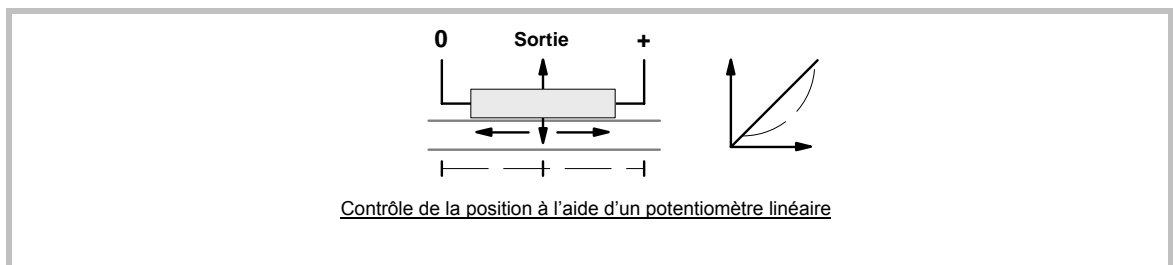 0 Sortie +
Contrôle de la position à l’aide d’un potentiomètre linéaire